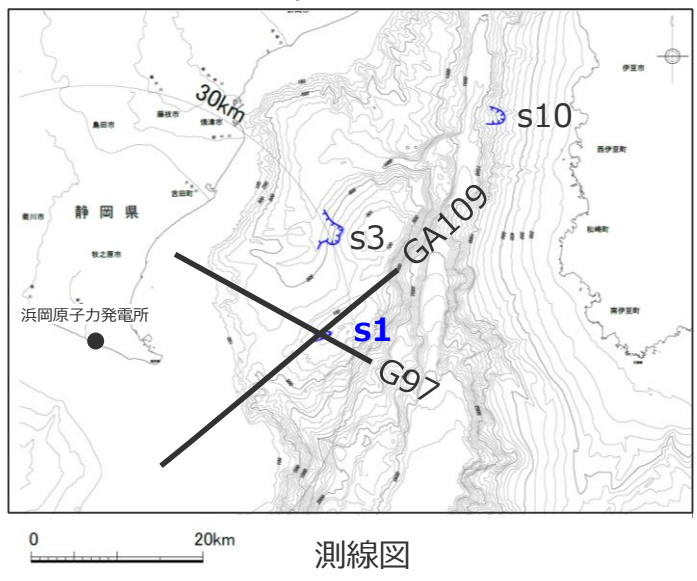 30km
伊豆市
藤枝市
焼津市
島田市
s10
西伊豆町
吉田町
菊川市
静岡県
s3
GA109
松崎町
牧之原市
浜岡原子力発電所
s1
南伊豆町
G97
0
20km
測線図